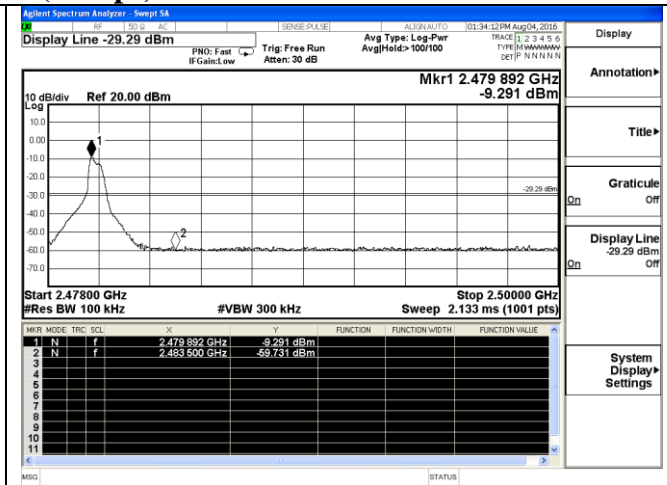 Agilent Spectrum Analyzer - Swept SA
RF 50 Ω AC SENSE:PULSE ALIGN AUTO 01:34:12 PM Aug 04, 2016
Display Line -29.29 dBm
PNO: Fast
IFGain:Low
Trig: Free Run
Atten: 30 dB
Avg Type: Log-Pwr
Avg|Hold:> 100/100
TRACE 1 2 3 4 5 6
TYPE M WWWWW
DET P N N N N N
Mkr1 2.479 892 GHz
-9.291 dBm
10 dB/div Ref 20.00 dBm
Log
10.0
0.00
-10.0
-20.0
-30.0
-40.0
-50.0
-60.0
-70.0
1
2
-29.29 dBm
Start 2.47800 GHz Stop 2.50000 GHz
#Res BW 100 kHz #VBW 300 kHz Sweep 2.133 ms (1001 pts)
MKR MODE TRC SCL X Y FUNCTION FUNCTION WIDTH FUNCTION VALUE
1 N f 2.479 892 GHz -9.291 dBm
2 N f 2.483 500 GHz -59.731 dBm
3
4
5
6
7
8
9
10
11
MSG STATUS
Display
Annotation
Title
Graticule
On Off
Display Line
-29.29 dBm
On Off
System
Display
Settings